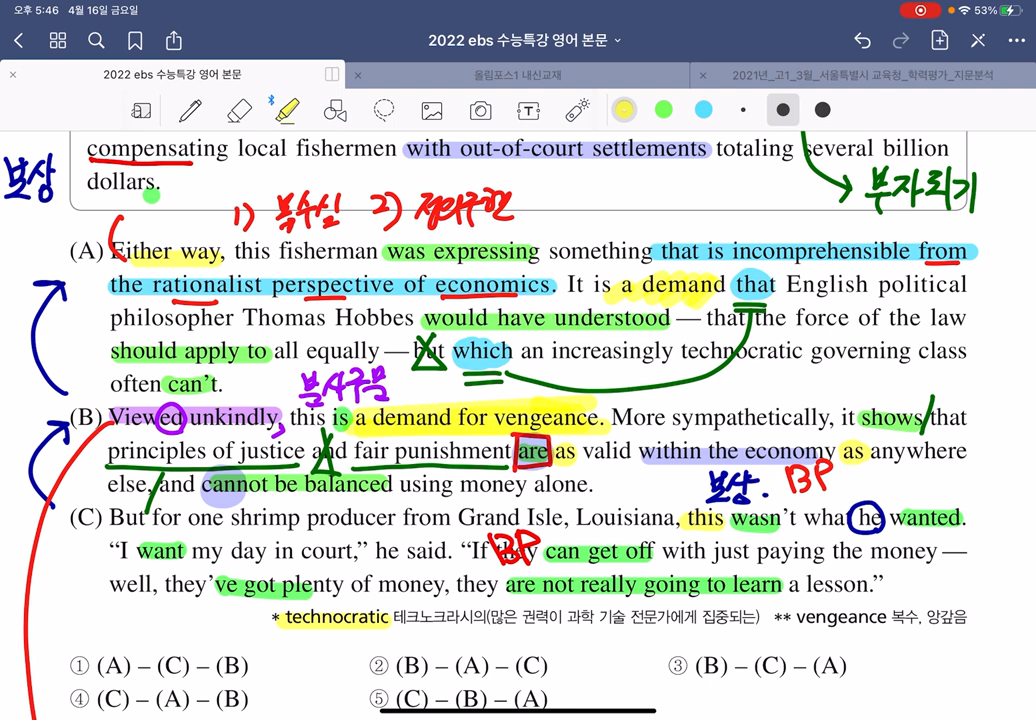 오후 5:46 4월 16일 금요일 53%
2022 ebs 수능특강 영어 본문
2022 ebs 수능특강 영어 본문 올림포스1 내신교재 2021년_고1_3월_서울특별시 교육청_학력평가_지문분석
compensating local fishermen with out-of-court settlements totaling several billion
보상
dollars.
부자되기
1) 복수심 2) 정의구현
(A) Either way, this fisherman was expressing something that is incomprehensible from
the rationalist perspective of economics. It is a demand that English political
philosopher Thomas Hobbes would have understood — that the force of the law
should apply to all equally — but which an increasingly technocratic governing class
often can't.
분사구문
(B) Viewed unkindly, this is a demand for vengeance. More sympathetically, it shows that
principles of justice and fair punishment are as valid within the economy as anywhere
else, and cannot be balanced using money alone.
보상. BP
(C) But for one shrimp producer from Grand Isle, Louisiana, this wasn't what he wanted.
BP
"I want my day in court," he said. "If they can get off with just paying the money —
well, they've got plenty of money, they are not really going to learn a lesson."
* technocratic 테크노크라시의(많은 권력이 과학 기술 전문가에게 집중되는) ** vengeance 복수, 앙갚음
① (A) – (C) – (B) ② (B) – (A) – (C) ③ (B) – (C) – (A)
④ (C) – (A) – (B) ⑤ (C) – (B) – (A)